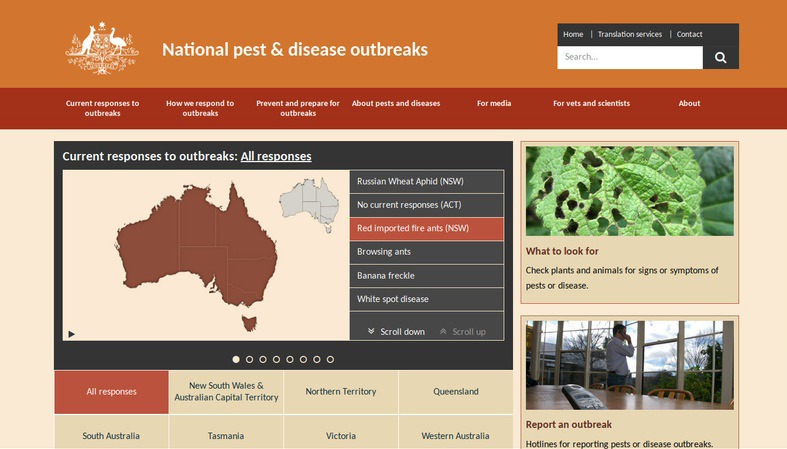 National pest & disease outbreaks
Home | Translation services | Contact
Search...
Current responses to
outbreaks
How we respond to
outbreaks
Prevent and prepare for
outbreaks
About pests and diseases
For media
For vets and scientists
About
Current responses to outbreaks: All responses
Russian Wheat Aphid (NSW)
No current responses (ACT)
Red imported fire ants (NSW)
Browsing ants
Banana freckle
White spot disease
Scroll down
Scroll up
All responses
New South Wales &
Australian Capital Territory
Northern Territory
Queensland
South Australia
Tasmania
Victoria
Western Australia
What to look for
Check plants and animals for signs or symptoms of
pests or disease.
Report an outbreak
Hotlines for reporting pests or disease outbreaks.